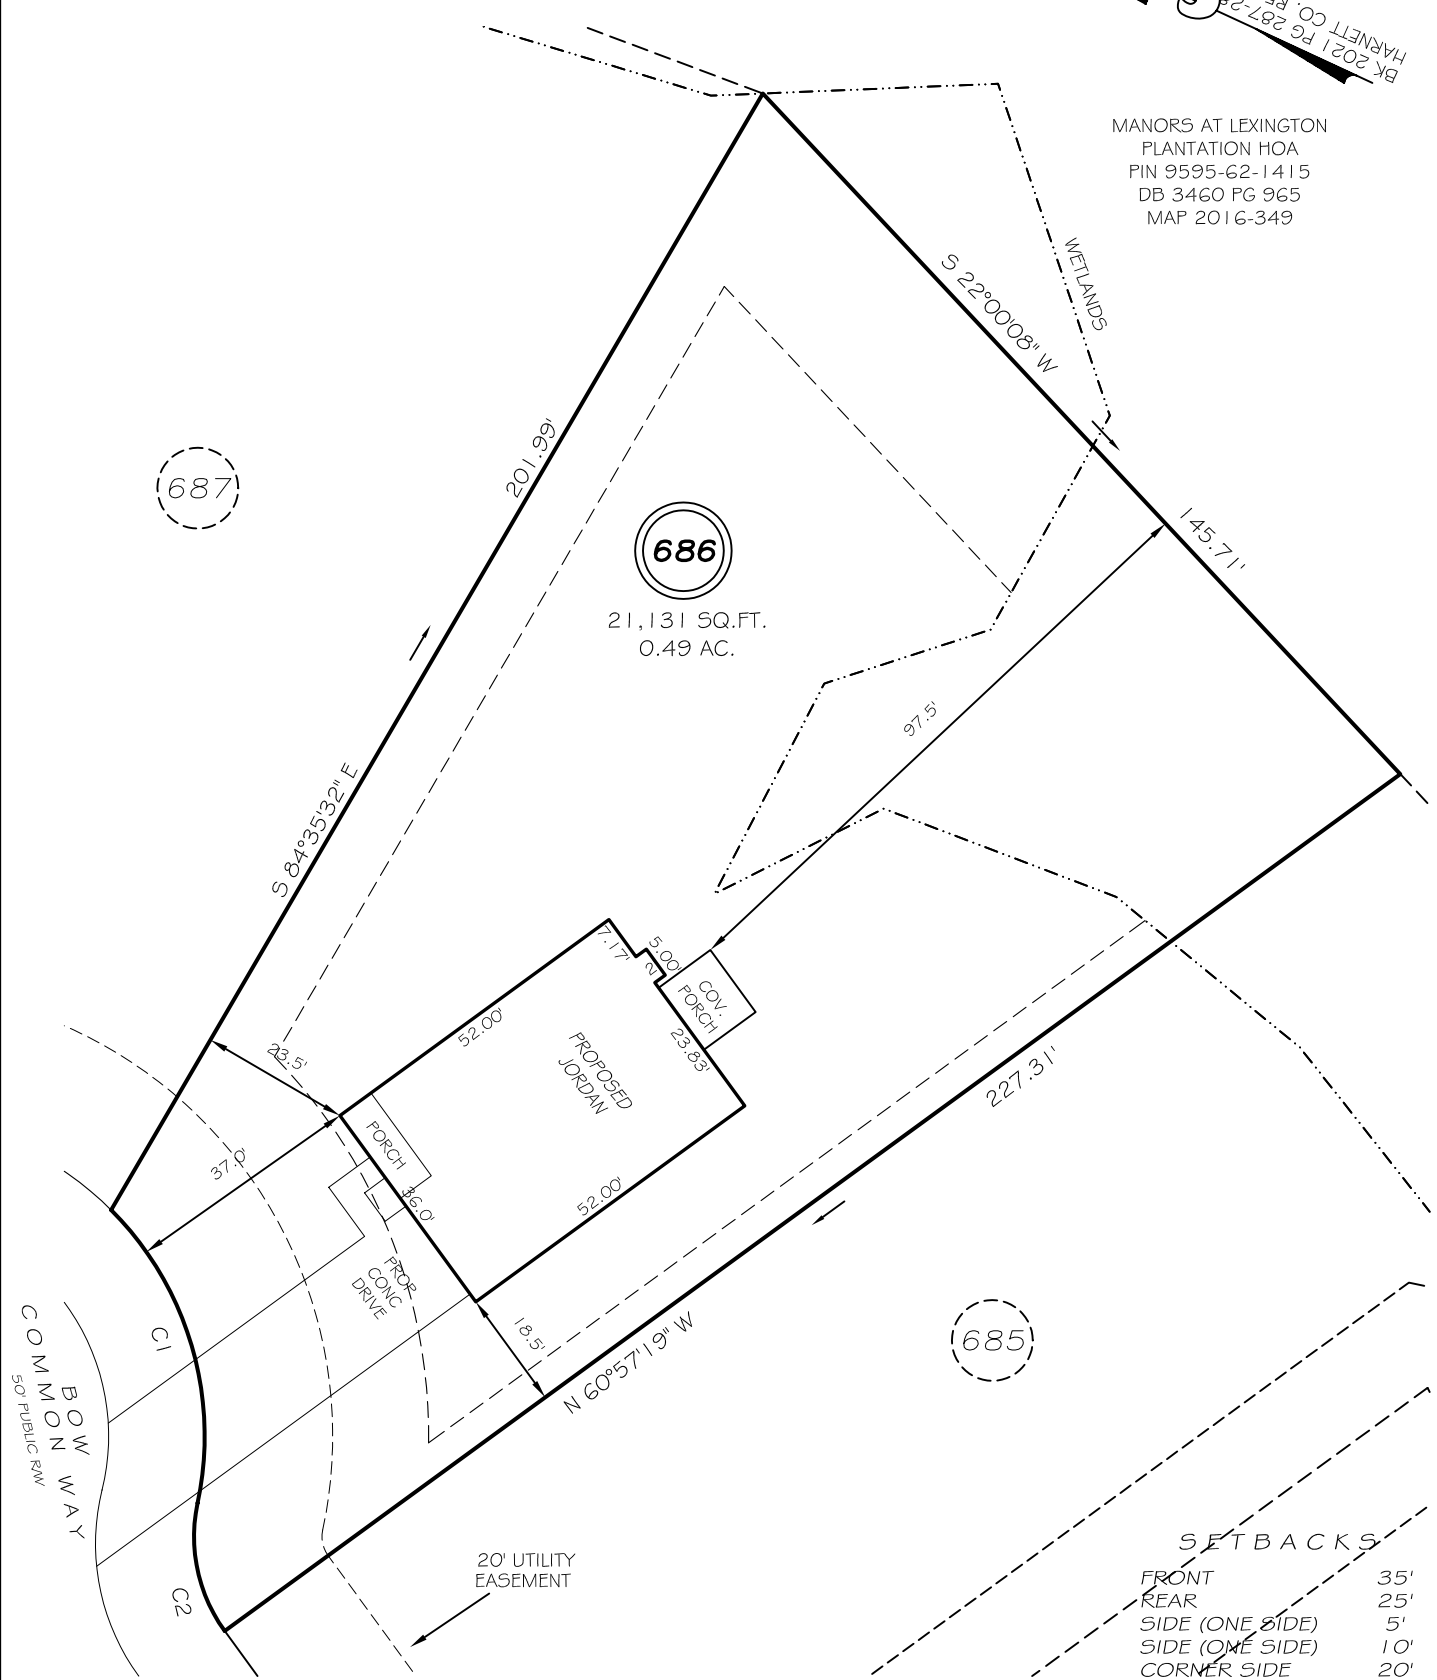 BK 2021 PG 287-28
HARNETT CO. RE
MANORS AT LEXINGTON
PLANTATION HOA
PIN 9595-62-1415
DB 3460 PG 965
MAP 2016-349
WETLANDS
S 22°00'08" W
145.71'
201.99'
S 84°35'32" E
687
686
21,131 SQ.FT.
0.49 AC.
97.5'
7.17'
5.00'
2
COV.
PORCH
23.83'
52.00'
PROPOSED
JORDAN
23.5'
PORCH
37.0'
36.0'
52.00'
PROP
CONC
DRIVE
18.5'
227.31'
N 60°57'19" W
685
C1
BOW
COMMON WAY
50' PUBLIC R/W
C2
20' UTILITY
EASEMENT
SETBACKS
FRONT 35'
REAR 25'
SIDE (ONE SIDE) 5'
SIDE (ONE SIDE) 10'
CORNER SIDE 20'